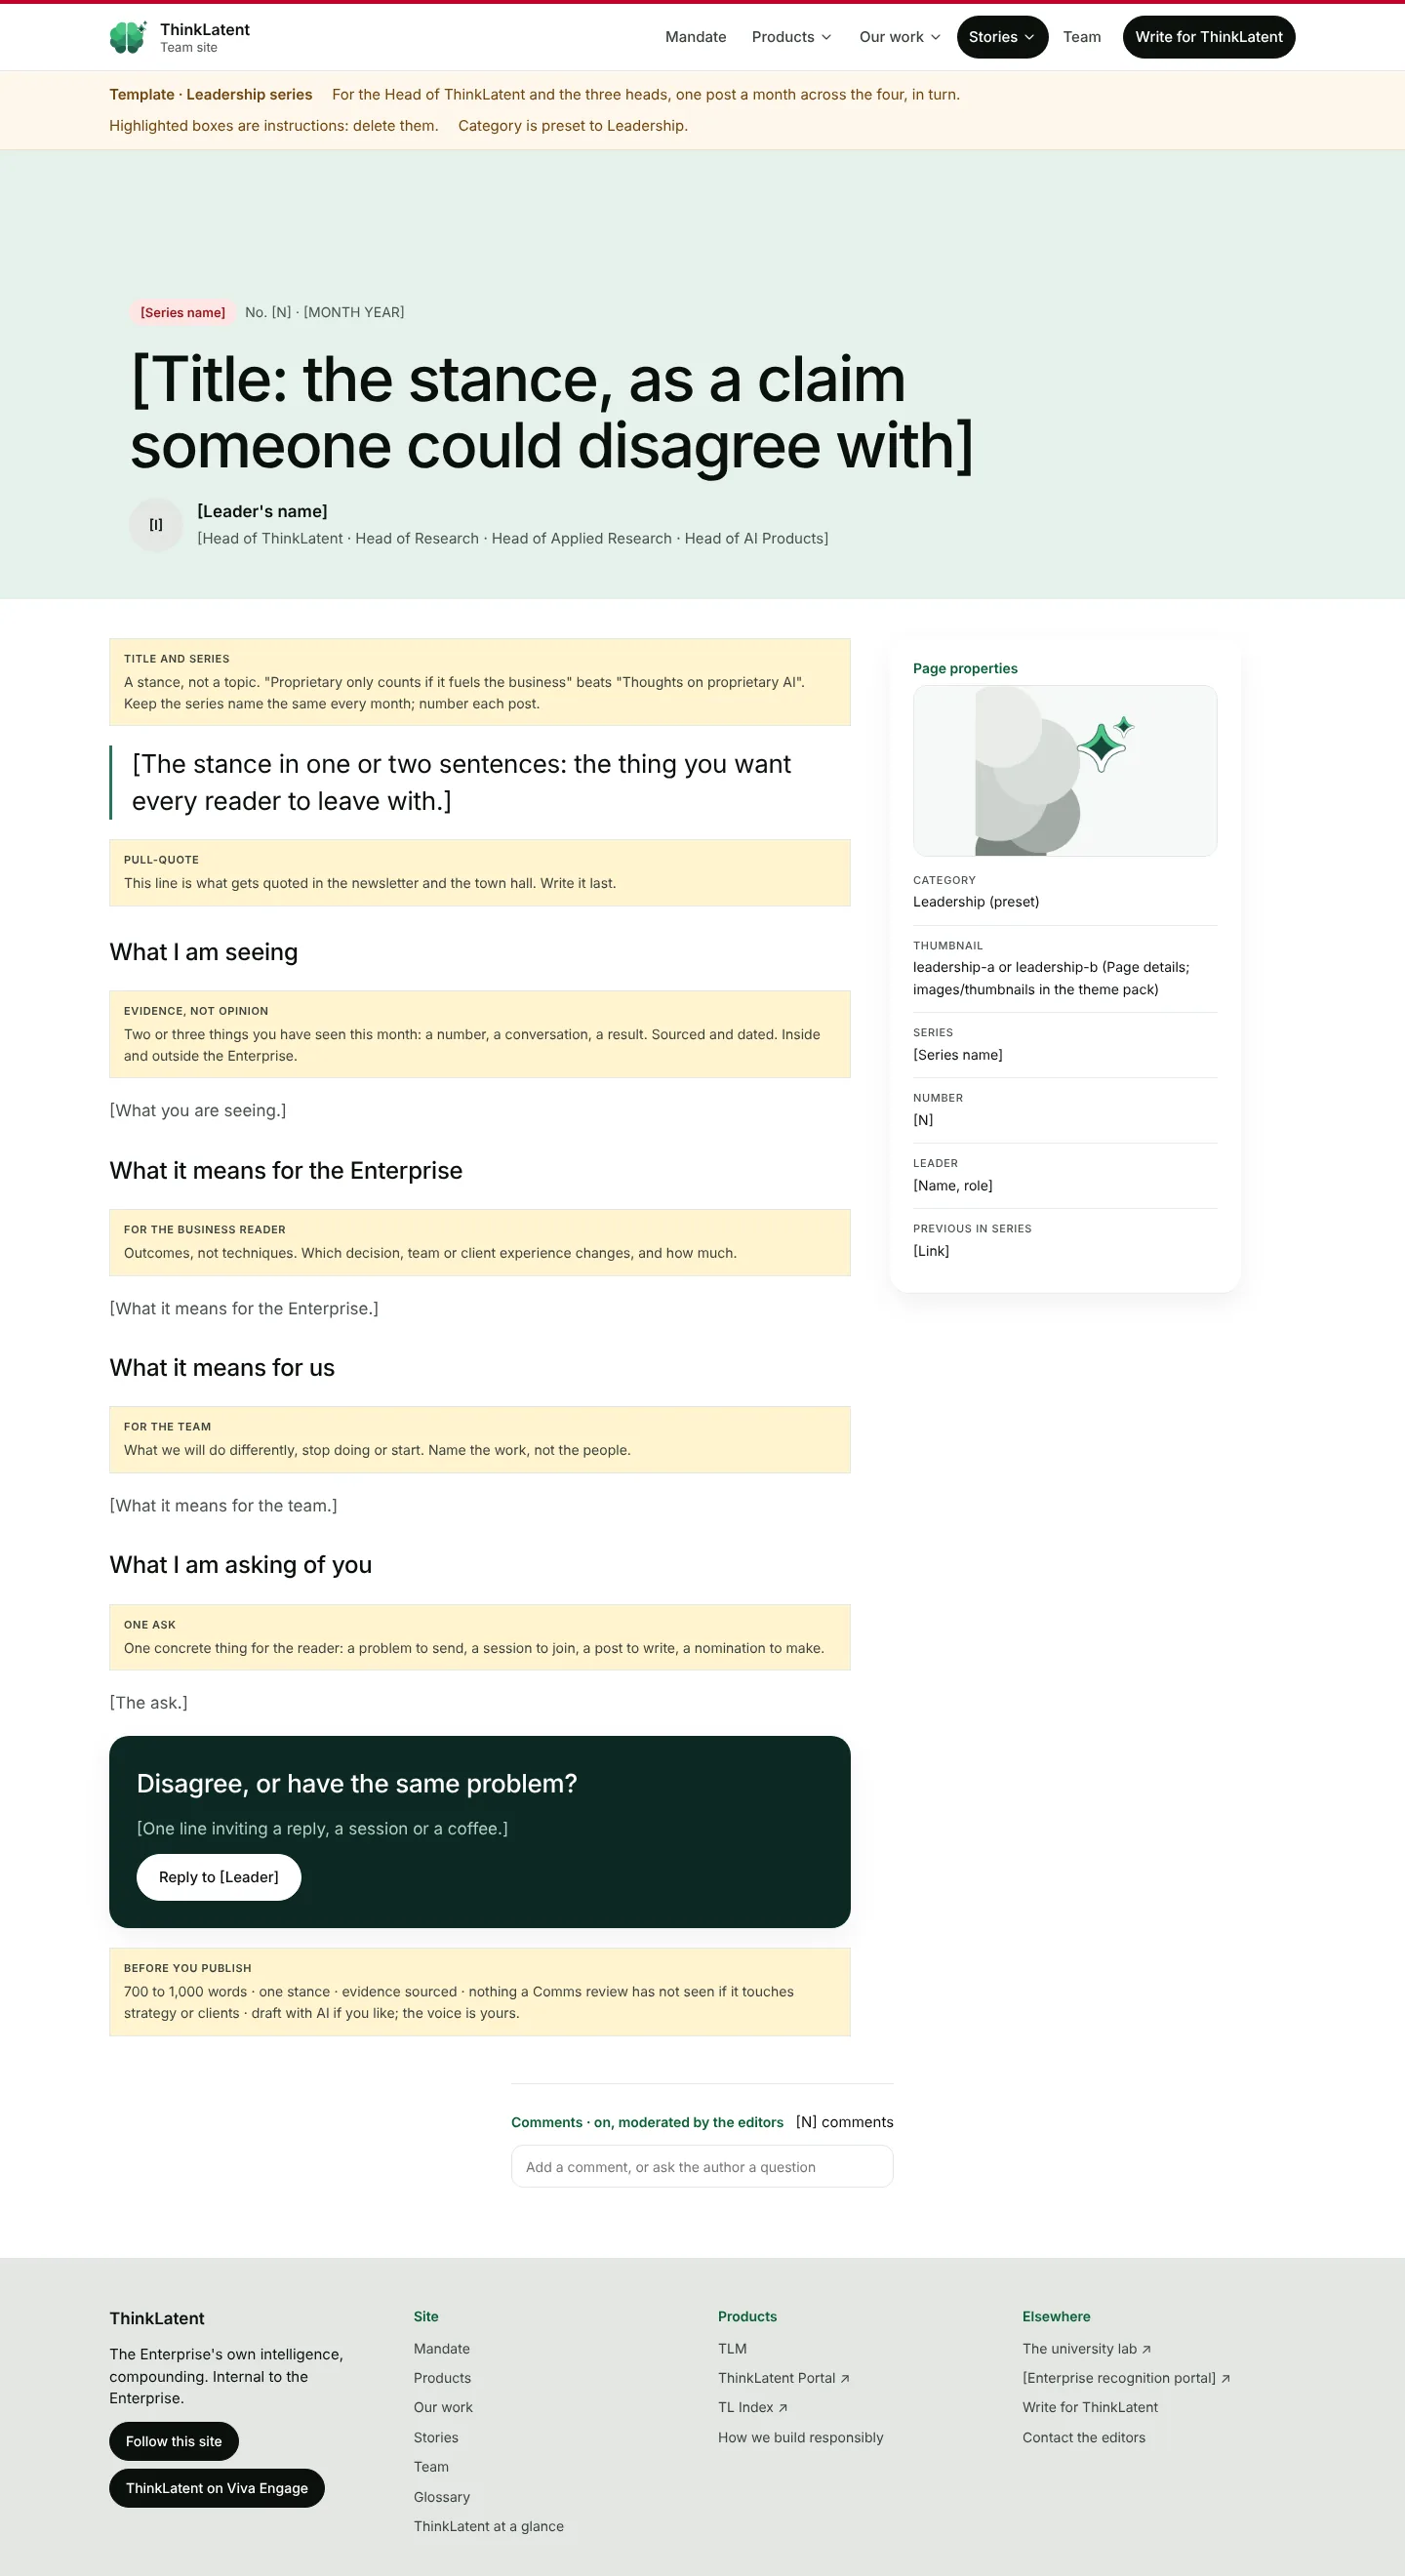 ThinkLatent
Team site
Mandate
Products
Our work
Stories
Team
Write for ThinkLatent
Template · Leadership series For the Head of ThinkLatent and the three heads, one post a month across the four, in turn.
Highlighted boxes are instructions: delete them. Category is preset to Leadership.
[Series name] No. [N] · [MONTH YEAR]
[Title: the stance, as a claim
someone could disagree with]
[I]
[Leader's name]
[Head of ThinkLatent · Head of Research · Head of Applied Research · Head of AI Products]
TITLE AND SERIES
A stance, not a topic. "Proprietary only counts if it fuels the business" beats "Thoughts on proprietary AI".
Keep the series name the same every month; number each post.
[The stance in one or two sentences: the thing you want
every reader to leave with.]
PULL-QUOTE
This line is what gets quoted in the newsletter and the town hall. Write it last.
What I am seeing
EVIDENCE, NOT OPINION
Two or three things you have seen this month: a number, a conversation, a result. Sourced and dated. Inside
and outside the Enterprise.
[What you are seeing.]
What it means for the Enterprise
FOR THE BUSINESS READER
Outcomes, not techniques. Which decision, team or client experience changes, and how much.
[What it means for the Enterprise.]
What it means for us
FOR THE TEAM
What we will do differently, stop doing or start. Name the work, not the people.
[What it means for the team.]
What I am asking of you
ONE ASK
One concrete thing for the reader: a problem to send, a session to join, a post to write, a nomination to make.
[The ask.]
Disagree, or have the same problem?
[One line inviting a reply, a session or a coffee.]
Reply to [Leader]
BEFORE YOU PUBLISH
700 to 1,000 words · one stance · evidence sourced · nothing a Comms review has not seen if it touches
strategy or clients · draft with AI if you like; the voice is yours.
Page properties
CATEGORY
Leadership (preset)
THUMBNAIL
leadership-a or leadership-b (Page details;
images/thumbnails in the theme pack)
SERIES
[Series name]
NUMBER
[N]
LEADER
[Name, role]
PREVIOUS IN SERIES
[Link]
Comments · on, moderated by the editors [N] comments
Add a comment, or ask the author a question
ThinkLatent
The Enterprise's own intelligence,
compounding. Internal to the
Enterprise.
Follow this site
ThinkLatent on Viva Engage
Site
Mandate
Products
Our work
Stories
Team
Glossary
ThinkLatent at a glance
Products
TLM
ThinkLatent Portal ↗
TL Index ↗
How we build responsibly
Elsewhere
The university lab ↗
[Enterprise recognition portal] ↗
Write for ThinkLatent
Contact the editors